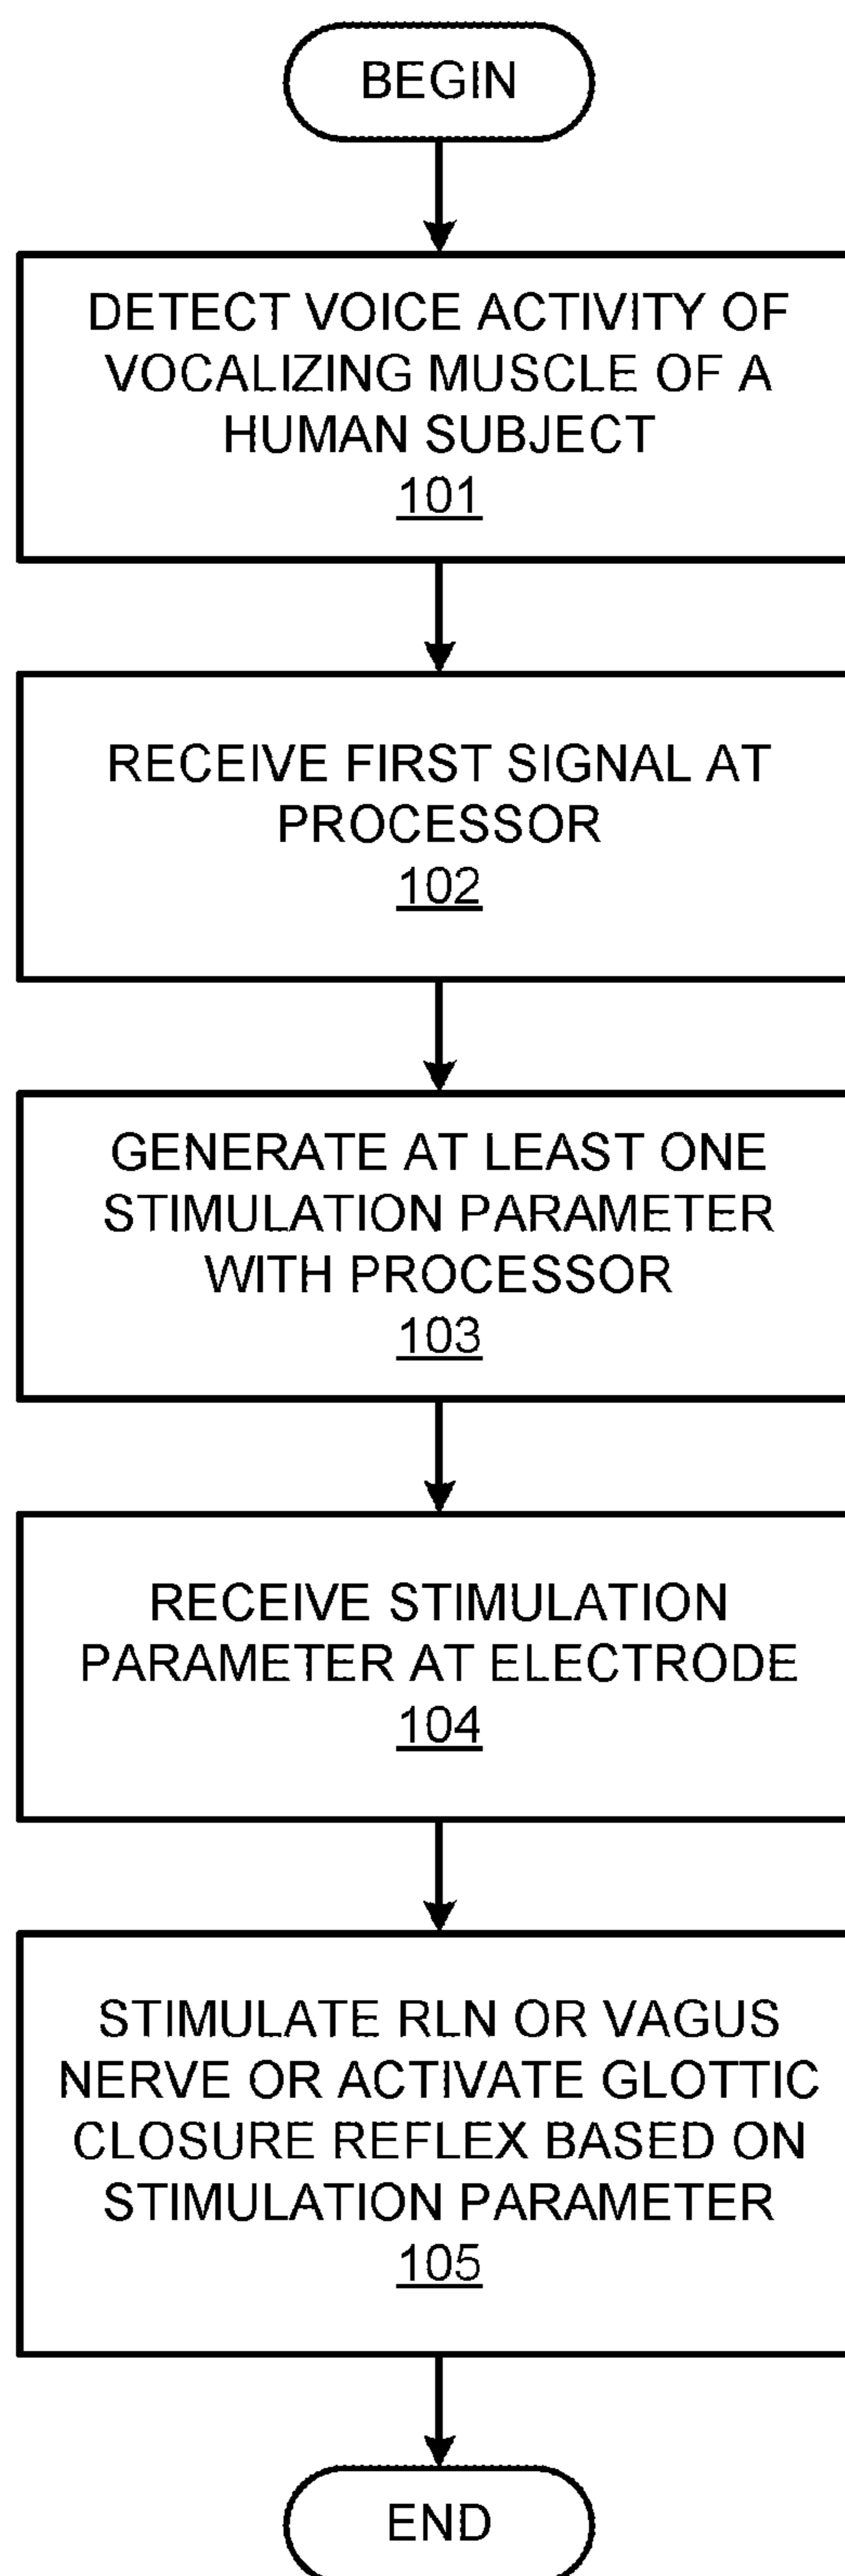 BEGIN
DETECT VOICE ACTIVITY OF
VOCALIZING MUSCLE OF A
HUMAN SUBJECT
101
RECEIVE FIRST SIGNAL AT
PROCESSOR
102
GENERATE AT LEAST ONE
STIMULATION PARAMETER
WITH PROCESSOR
103
RECEIVE STIMULATION
PARAMETER AT ELECTRODE
104
STIMULATE RLN OR VAGUS
NERVE OR ACTIVATE GLOTTIC
CLOSURE REFLEX BASED ON
STIMULATION PARAMETER
105
END